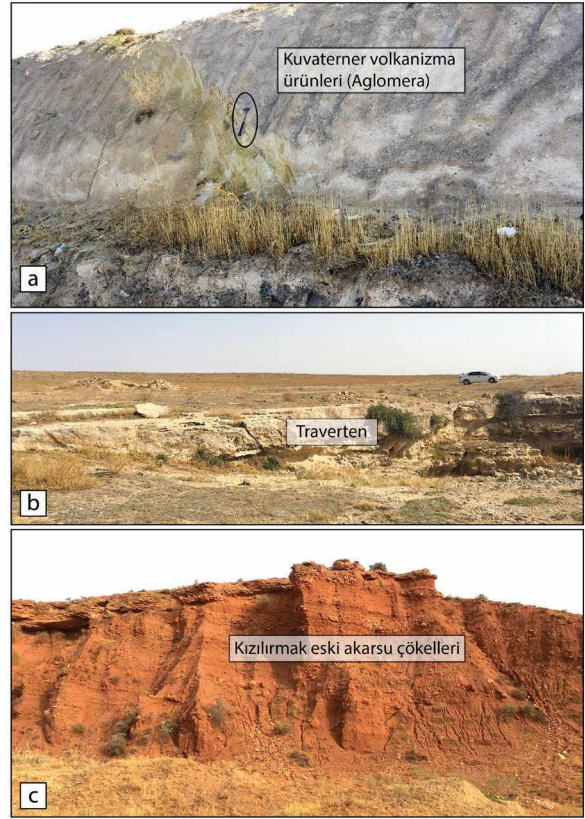 Kuvaterner volkanizma
ürünleri (Aglomera)
a
Traverten
b
Kızılırmak eski akarsu çökelleri
c